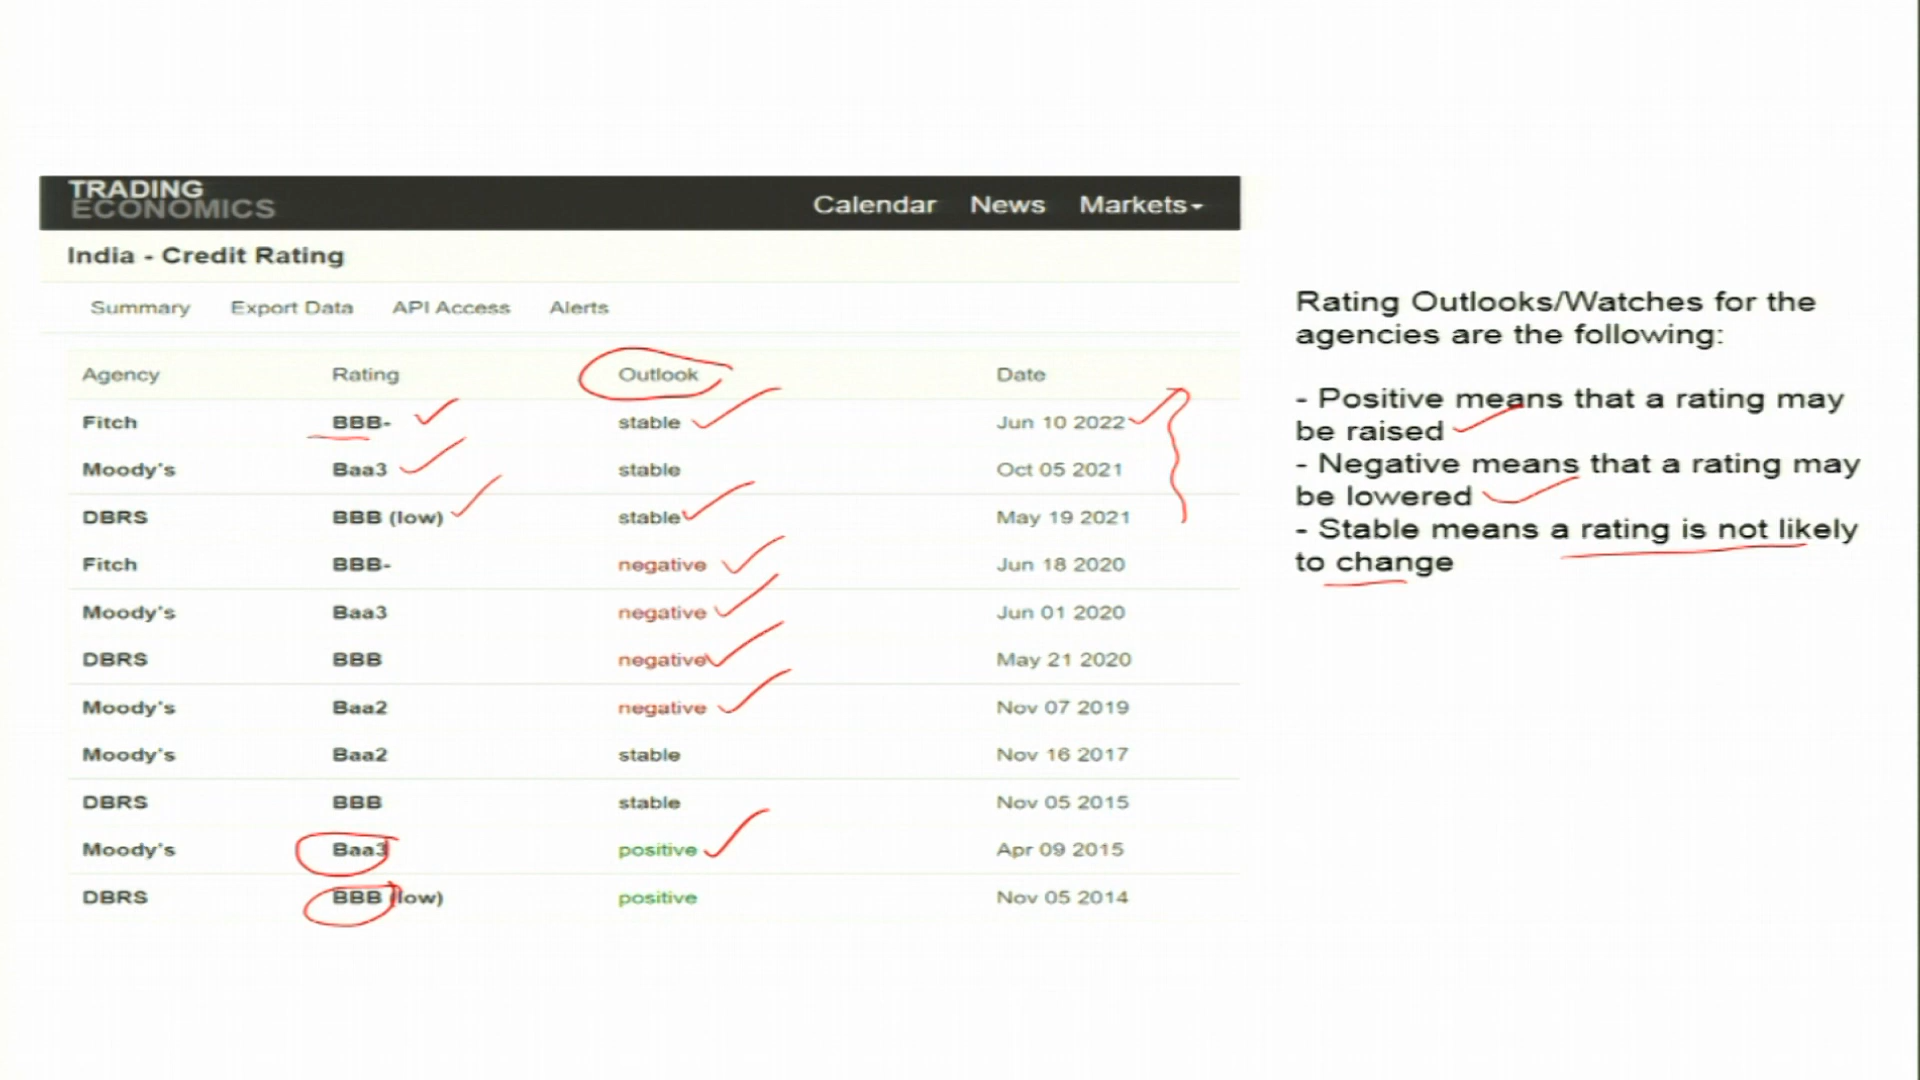 TRADING
ECONOMICS
Calendar News Markets
India - Credit Rating
Summary Export Data API Access Alerts
Agency Rating Outlook Date
Fitch BBB- stable Jun 10 2022
Moody's Baa3 stable Oct 05 2021
DBRS BBB (low) stable May 19 2021
Fitch BBB- negative Jun 18 2020
Moody's Baa3 negative Jun 01 2020
DBRS BBB negative May 21 2020
Moody's Baa2 negative Nov 07 2019
Moody's Baa2 stable Nov 16 2017
DBRS BBB stable Nov 05 2015
Moody's Baa3 positive Apr 09 2015
DBRS BBB (low) positive Nov 05 2014
Rating Outlooks/Watches for the
agencies are the following:
- Positive means that a rating may
be raised
- Negative means that a rating may
be lowered
- Stable means a rating is not likely
to change